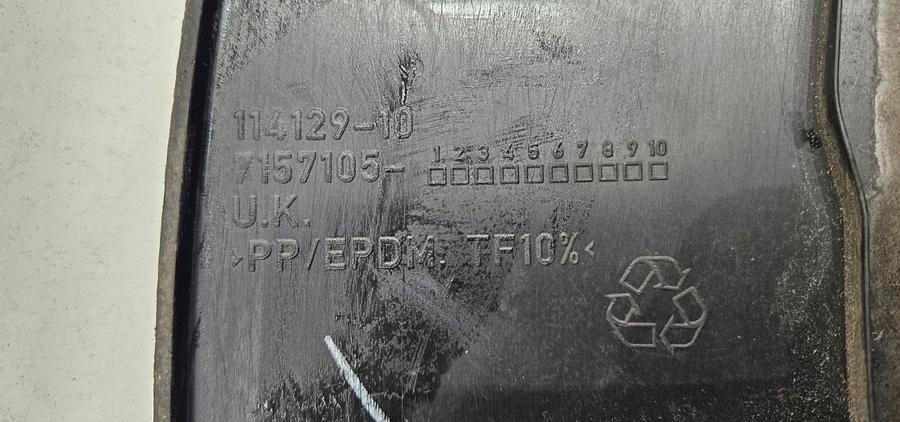 114129-10
7157105- 1 2 3 4 5 6 7 8 9 10
U.K.
>PP/EPDM. TF10%<